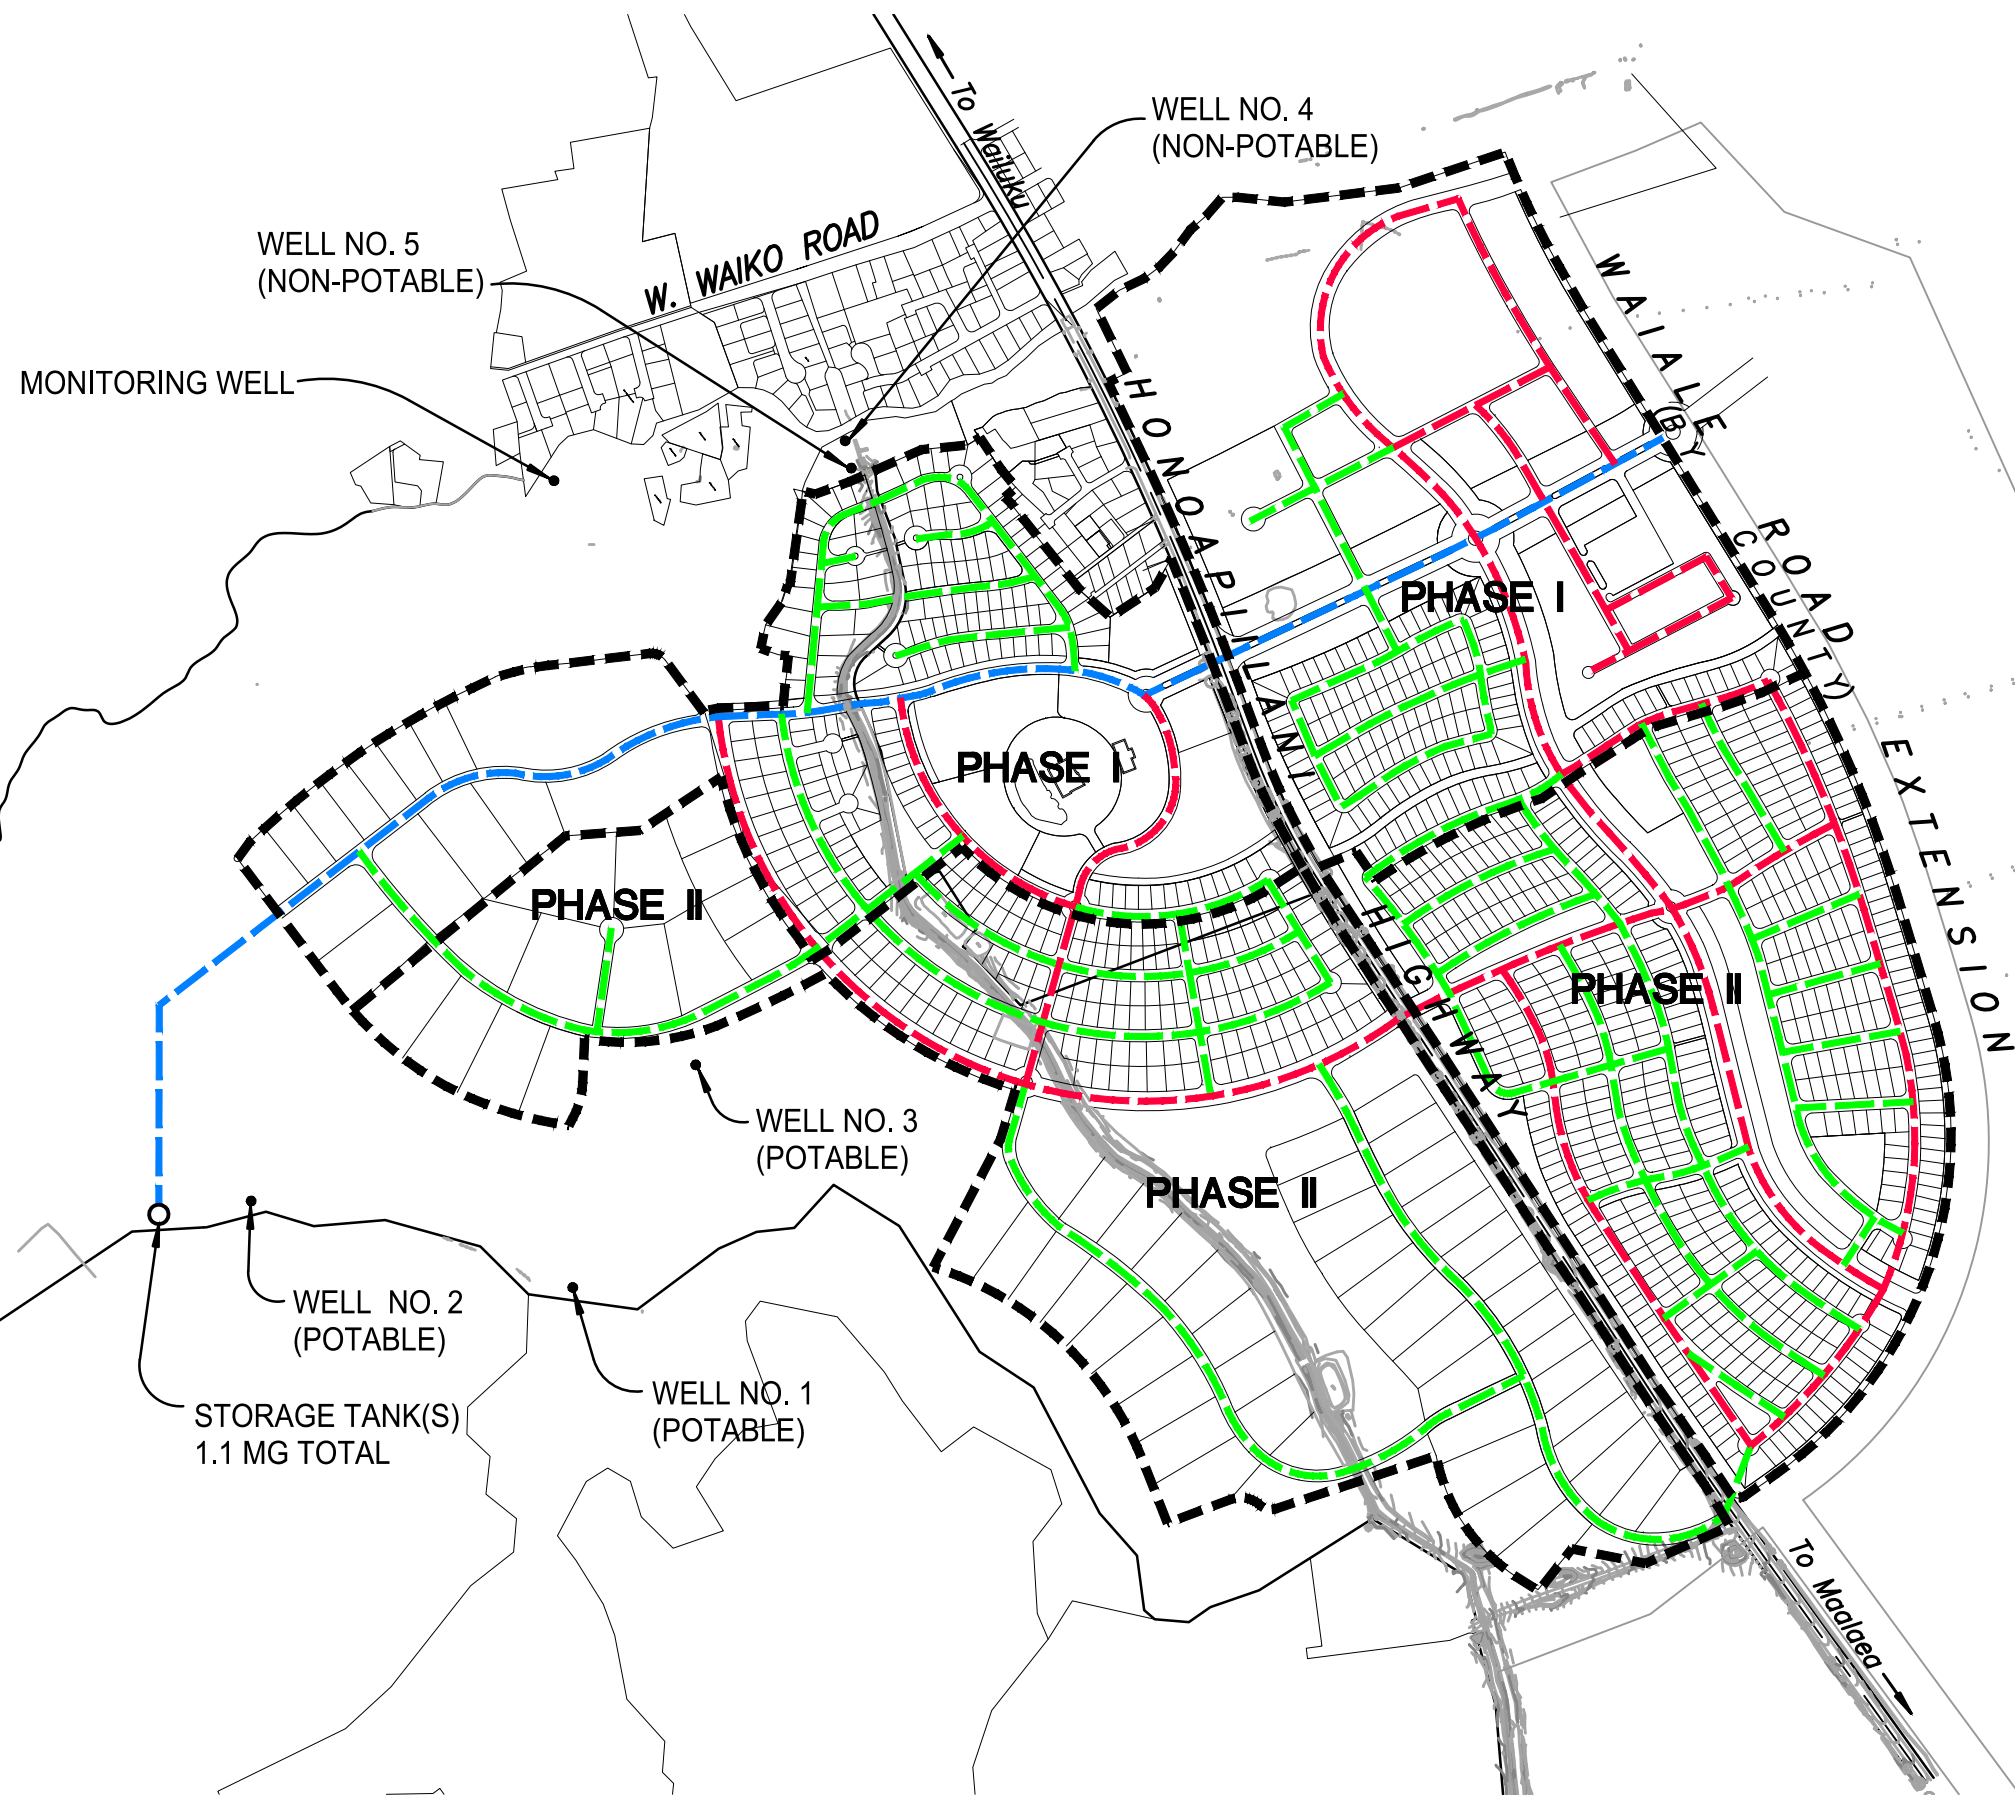 To Wailuku
WELL NO. 4
(NON-POTABLE)
WELL NO. 5
(NON-POTABLE)
W. WAIKO ROAD
MONITORING WELL
HONOAPIILANI HIGHWAY
WAIALE ROAD EXTENSION
(BY COUNTY)
PHASE I
PHASE I
PHASE II
PHASE II
WELL NO. 3
(POTABLE)
PHASE II
WELL NO. 2
(POTABLE)
WELL NO. 1
(POTABLE)
STORAGE TANK(S)
1.1 MG TOTAL
To Maalaea